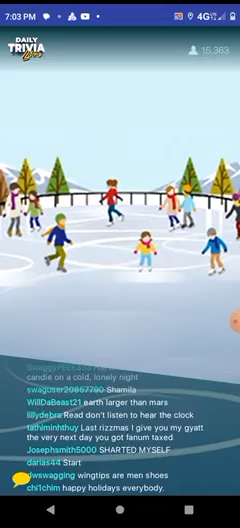 7:03 PM
4G
DAILY
TRIVIA
Live
15,363
candle on a cold, lonely night
swaguser20867790 Shamila
WillDaBeast21 earth larger than mars
lillydebra Read don't listen to hear the clock
tathiminhthuy Last rizzmas I give you my gyatt
the very next day you got fanum taxed
Josephsmith5000 SHARTED MYSELF
darias44 Start
jwswagging wingtips are men shoes
chi1chim happy holidays everybody.